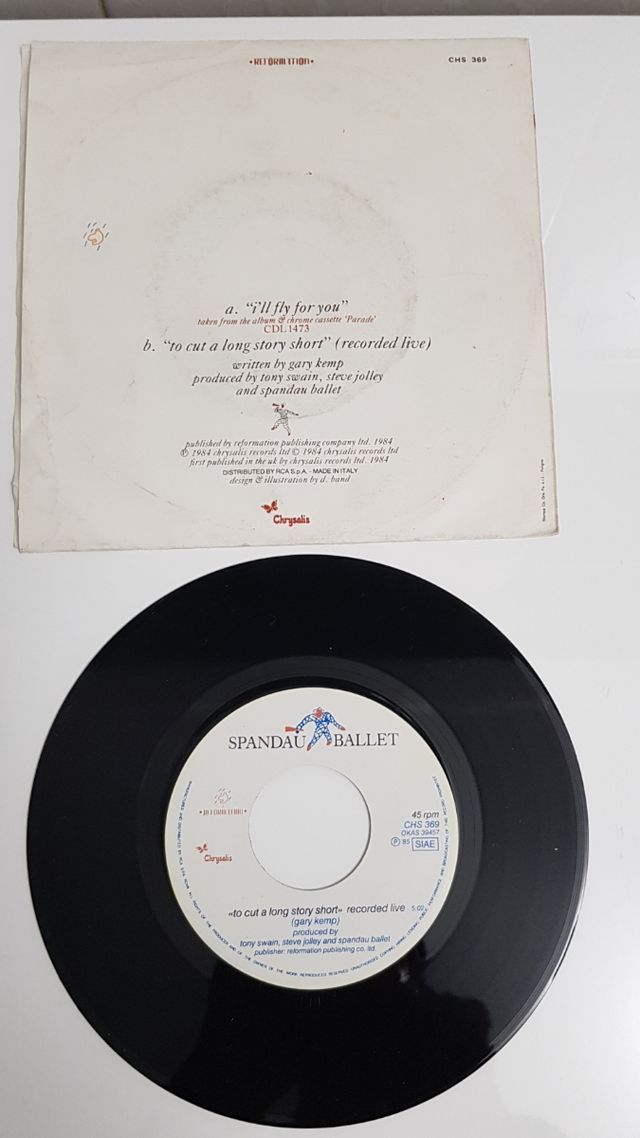 •REFORMATION•
CHS 369
a. "i'll fly for you"
taken from the album & chrome cassette 'Parade'
CDL1473
b. "to cut a long story short" (recorded live)
written by gary kemp
produced by tony swain, steve jolley
and spandau ballet
published by reformation publishing company ltd. 1984
℗ 1984 chrysalis records ltd © 1984 chrysalis records ltd
first published in the uk by chrysalis records ltd. 1984
DISTRIBUTED BY RCA S.p.A. - MADE IN ITALY
design & illustration by d. band
Chrysalis
SPANDAU BALLET
•REFORMATION•
Chrysalis
45 rpm
CHS 369
OKAS 39457
℗ '85 SIAE
«to cut a long story short» recorded live 5.02
(gary kemp)
produced by
tony swain, steve jolley and spandau ballet
publisher: reformation publishing co. ltd.